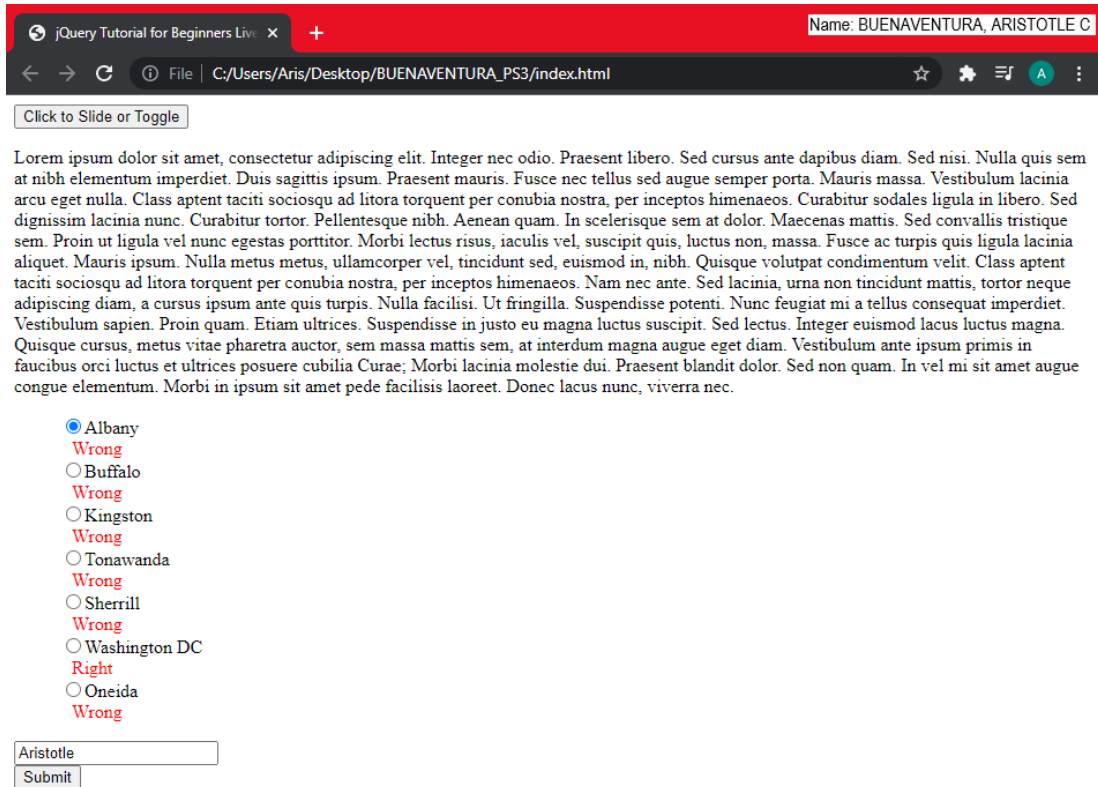 jQuery Tutorial for Beginners Live
Name: BUENAVENTURA, ARISTOTLE C
File | C:/Users/Aris/Desktop/BUENAVENTURA_PS3/index.html
A
Click to Slide or Toggle
Lorem ipsum dolor sit amet, consectetur adipiscing elit. Integer nec odio. Praesent libero. Sed cursus ante dapibus diam. Sed nisi. Nulla quis sem
at nibh elementum imperdiet. Duis sagittis ipsum. Praesent mauris. Fusce nec tellus sed augue semper porta. Mauris massa. Vestibulum lacinia
arcu eget nulla. Class aptent taciti sociosqu ad litora torquent per conubia nostra, per inceptos himenaeos. Curabitur sodales ligula in libero. Sed
dignissim lacinia nunc. Curabitur tortor. Pellentesque nibh. Aenean quam. In scelerisque sem at dolor. Maecenas mattis. Sed convallis tristique
sem. Proin ut ligula vel nunc egestas porttitor. Morbi lectus risus, iaculis vel, suscipit quis, luctus non, massa. Fusce ac turpis quis ligula lacinia
aliquet. Mauris ipsum. Nulla metus metus, ullamcorper vel, tincidunt sed, euismod in, nibh. Quisque volutpat condimentum velit. Class aptent
taciti sociosqu ad litora torquent per conubia nostra, per inceptos himenaeos. Nam nec ante. Sed lacinia, urna non tincidunt mattis, tortor neque
adipiscing diam, a cursus ipsum ante quis turpis. Nulla facilisi. Ut fringilla. Suspendisse potenti. Nunc feugiat mi a tellus consequat imperdiet.
Vestibulum sapien. Proin quam. Etiam ultrices. Suspendisse in justo eu magna luctus suscipit. Sed lectus. Integer euismod lacus luctus magna.
Quisque cursus, metus vitae pharetra auctor, sem massa mattis sem, at interdum magna augue eget diam. Vestibulum ante ipsum primis in
faucibus orci luctus et ultrices posuere cubilia Curae; Morbi lacinia molestie dui. Praesent blandit dolor. Sed non quam. In vel mi sit amet augue
congue elementum. Morbi in ipsum sit amet pede facilisis laoreet. Donec lacus nunc, viverra nec.
Albany
Wrong
Buffalo
Wrong
Kingston
Wrong
Tonawanda
Wrong
Sherrill
Wrong
Washington DC
Right
Oneida
Wrong
Aristotle
Submit